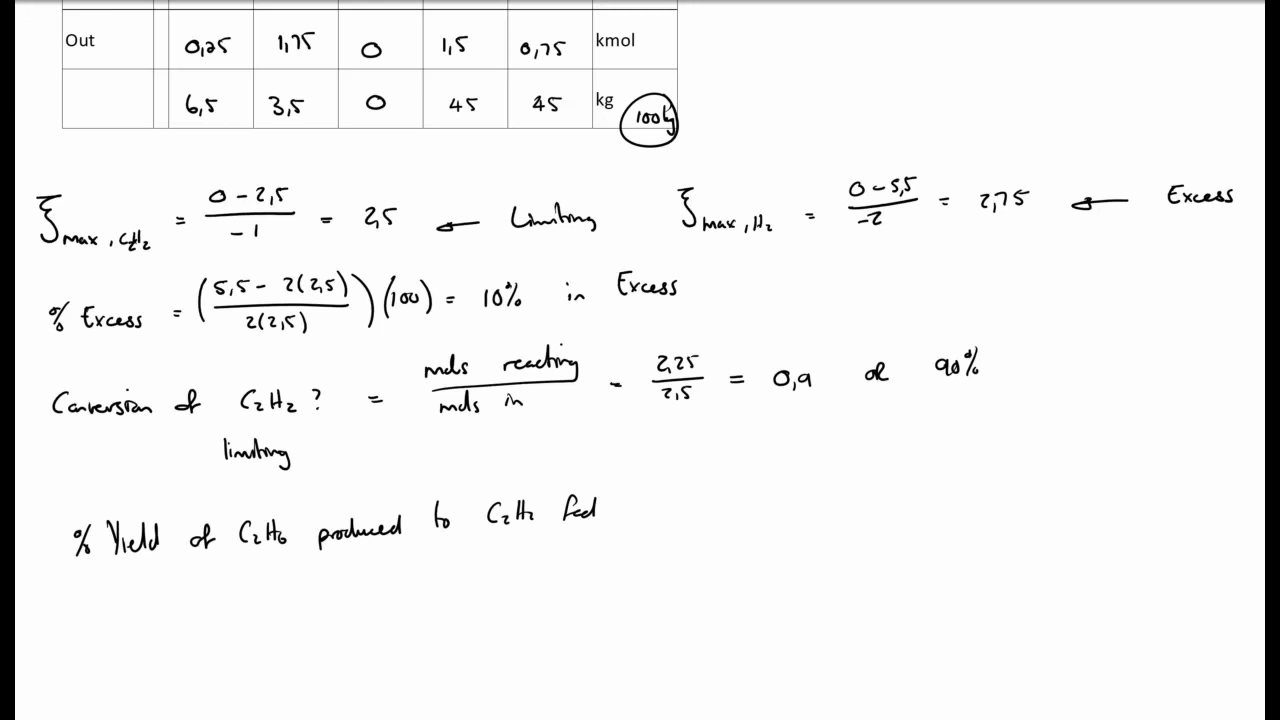 Out 0,25 1,75 0 1,5 0,75 kmol
6,5 3,5 0 45 45 kg 100kg
ξmax, C2H2 = 0 - 2,5 / -1 = 2,5 ← Limiting ξmax, H2 = 0 - 5,5 / -2 = 2,75 ← Excess
% Excess = (5,5 - 2(2,5) / 2(2,5)) (100) = 10% in Excess
Conversion of C2H2? = mols reacting / mols in - 2,25 / 2,5 = 0,9 or 90%
limiting
% Yield of C2H6 produced to C2H2 fed